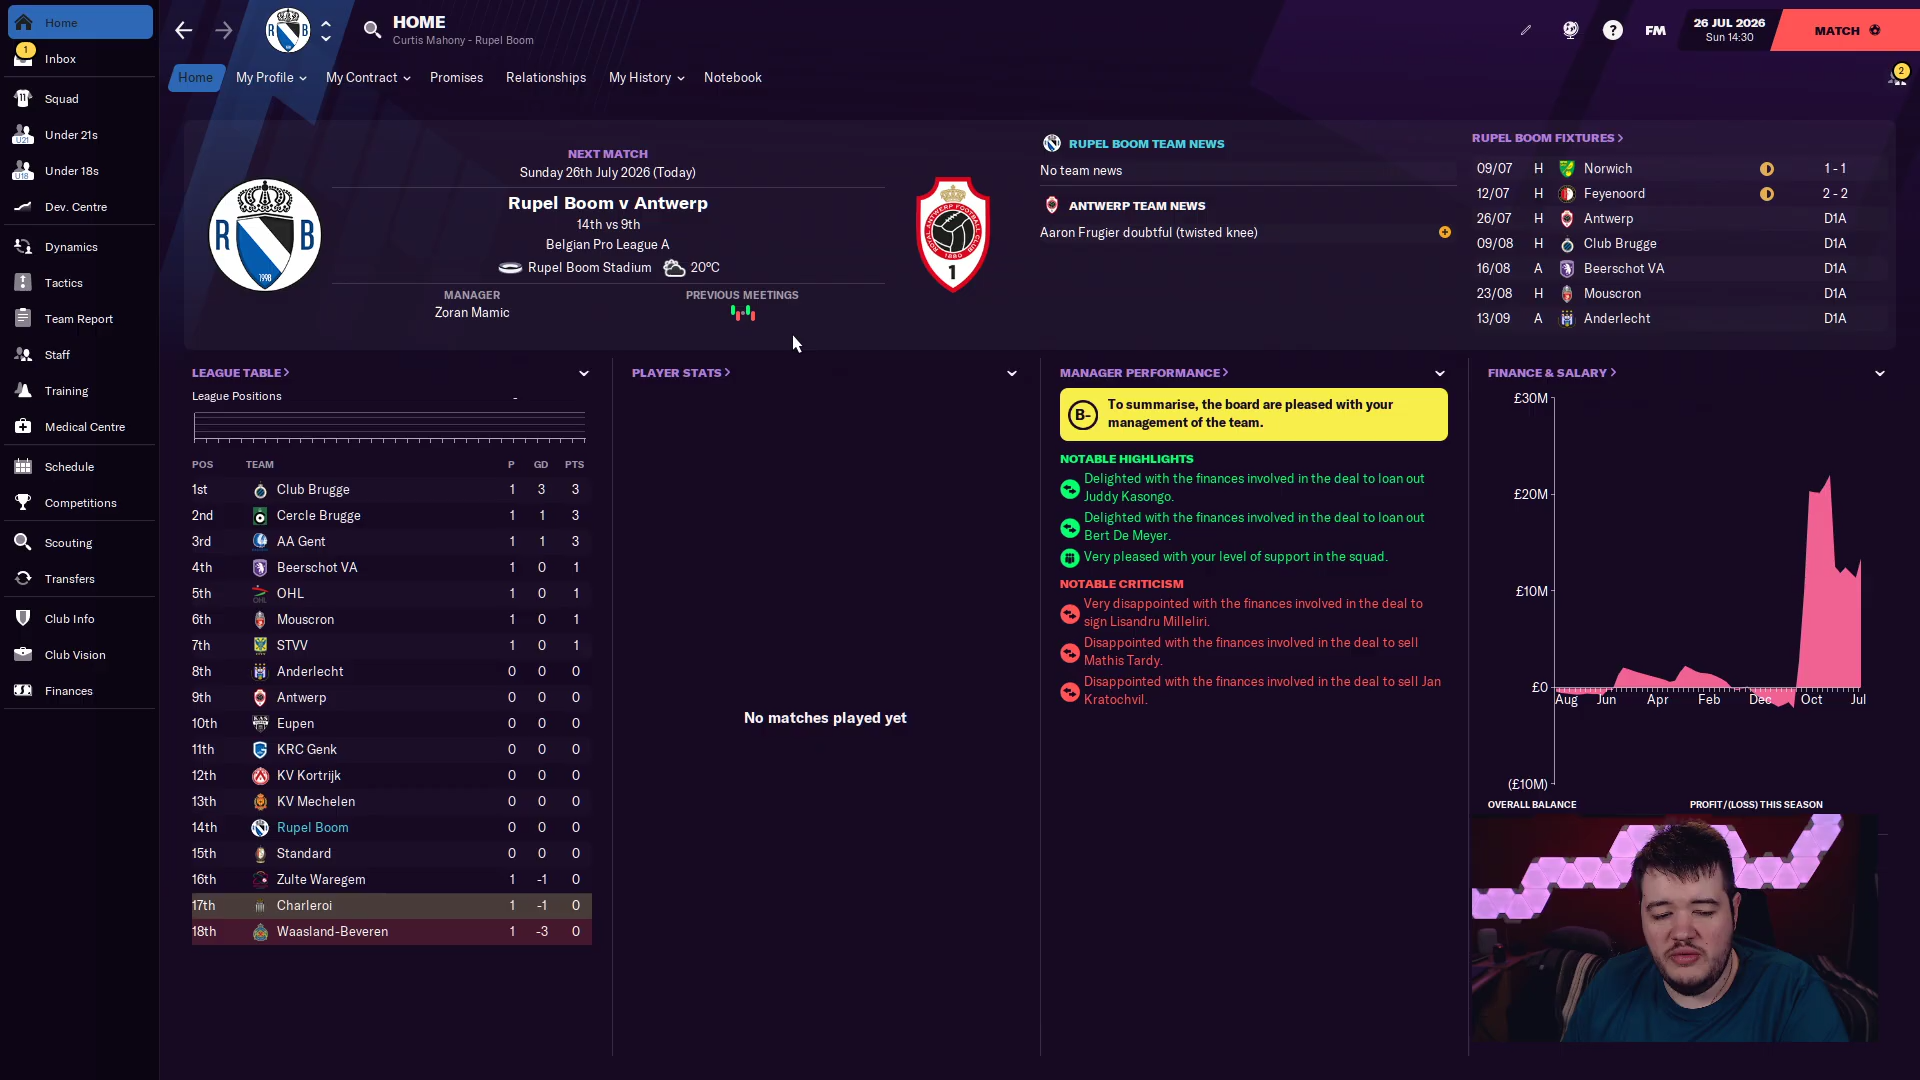 Home
1
Inbox
11
Squad
U21
Under 21s
U18
Under 18s
Dev. Centre
Dynamics
Tactics
Team Report
Staff
Training
Medical Centre
Schedule
Competitions
Scouting
Transfers
Club Info
Club Vision
Finances
R B
HOME
Curtis Mahony - Rupel Boom
?
FM
26 JUL 2026
Sun 14:30
MATCH
Home
My Profile
My Contract
Promises
Relationships
My History
Notebook
2
R B
1998
NEXT MATCH
Sunday 26th July 2026 (Today)
Rupel Boom v Antwerp
14th vs 9th
Belgian Pro League A
Rupel Boom Stadium
20°C
MANAGER
Zoran Mamic
PREVIOUS MEETINGS
ROYAL ANTWERP FOOTBALL CLUB
1880
1
RUPEL BOOM TEAM NEWS
No team news
ANTWERP TEAM NEWS
Aaron Frugier doubtful (twisted knee)
RUPEL BOOM FIXTURES >
09/07 H Norwich 1 - 1
12/07 H Feyenoord 2 - 2
26/07 H Antwerp D1A
09/08 H Club Brugge D1A
16/08 A Beerschot VA D1A
23/08 H Mouscron D1A
13/09 A Anderlecht D1A
LEAGUE TABLE >
League Positions -
POS TEAM P GD PTS
1st Club Brugge 1 3 3
2nd Cercle Brugge 1 1 3
3rd AA Gent 1 1 3
4th Beerschot VA 1 0 1
5th OHL 1 0 1
6th Mouscron 1 0 1
7th STVV 1 0 1
8th Anderlecht 0 0 0
9th Antwerp 0 0 0
10th Eupen 0 0 0
11th KRC Genk 0 0 0
12th KV Kortrijk 0 0 0
13th KV Mechelen 0 0 0
14th Rupel Boom 0 0 0
15th Standard 0 0 0
16th Zulte Waregem 1 -1 0
17th Charleroi 1 -1 0
18th Waasland-Beveren 1 -3 0
PLAYER STATS >
No matches played yet
MANAGER PERFORMANCE >
B-
To summarise, the board are pleased with your
management of the team.
NOTABLE HIGHLIGHTS
Delighted with the finances involved in the deal to loan out
Juddy Kasongo.
Delighted with the finances involved in the deal to loan out
Bert De Meyer.
Very pleased with your level of support in the squad.
NOTABLE CRITICISM
Very disappointed with the finances involved in the deal to
sign Lisandru Milleliri.
Disappointed with the finances involved in the deal to sell
Mathis Tardy.
Disappointed with the finances involved in the deal to sell Jan
Kratochvil.
FINANCE & SALARY >
£30M
£20M
£10M
£0
Aug Jun Apr Feb Dec Oct Jul
(£10M)
OVERALL BALANCE
PROFIT/(LOSS) THIS SEASON